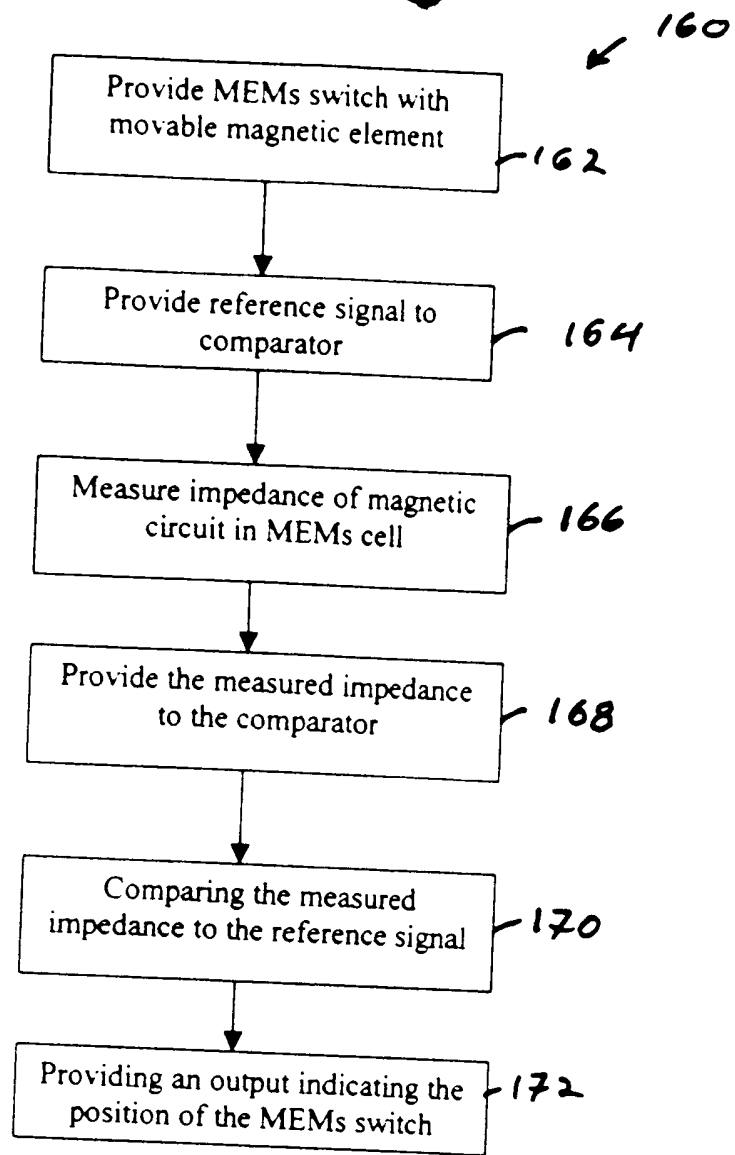 160
Provide MEMs switch with
movable magnetic element
162
Provide reference signal to
comparator
164
Measure impedance of magnetic
circuit in MEMs cell
166
Provide the measured impedance
to the comparator
168
Comparing the measured
impedance to the reference signal
170
Providing an output indicating the
position of the MEMs switch
172